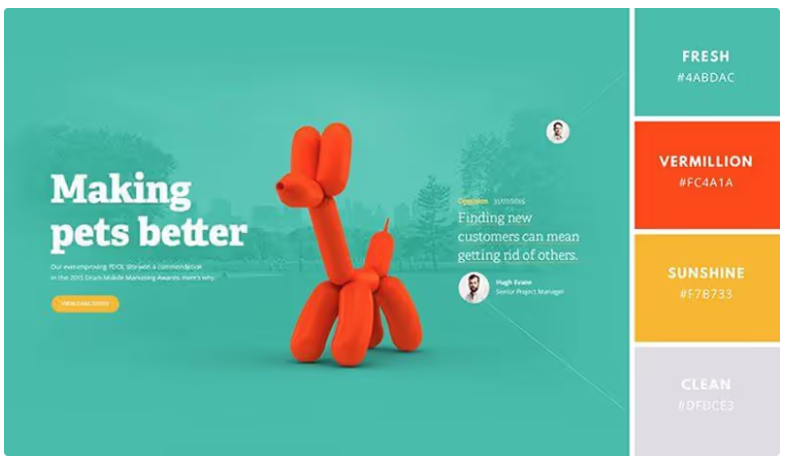 Making
pets better
Our ever-improving PDOL site won a commendation
in the 2015 Drum Mobile Marketing Awards. Here's why.
VIEW CASE STUDY
Opinion 31/07/2015
Finding new
customers can mean
getting rid of others.
Hugh Evans
Senior Project Manager
FRESH
#4ABDAC
VERMILLION
#FC4A1A
SUNSHINE
#F7B733
CLEAN
#DFDCE3